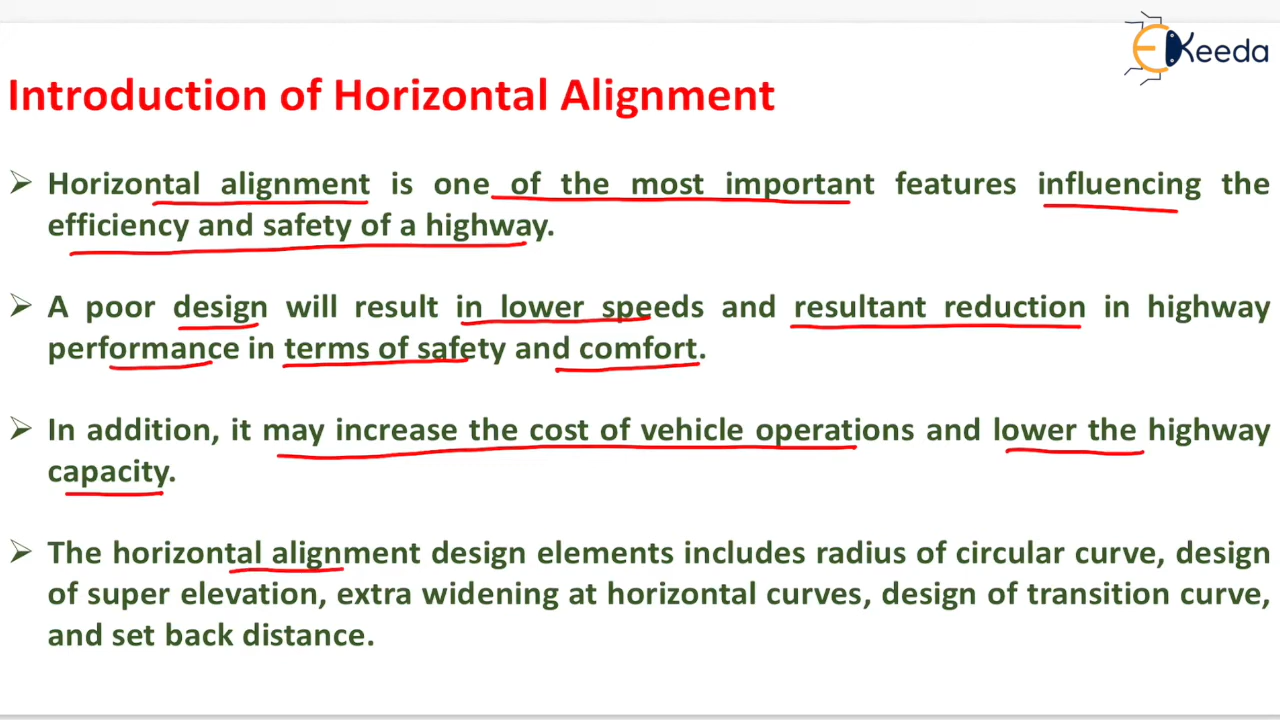 EKeeda
Introduction of Horizontal Alignment
➢ Horizontal alignment is one of the most important features influencing the
efficiency and safety of a highway.
➢ A poor design will result in lower speeds and resultant reduction in highway
performance in terms of safety and comfort.
➢ In addition, it may increase the cost of vehicle operations and lower the highway
capacity.
➢ The horizontal alignment design elements includes radius of circular curve, design
of super elevation, extra widening at horizontal curves, design of transition curve,
and set back distance.